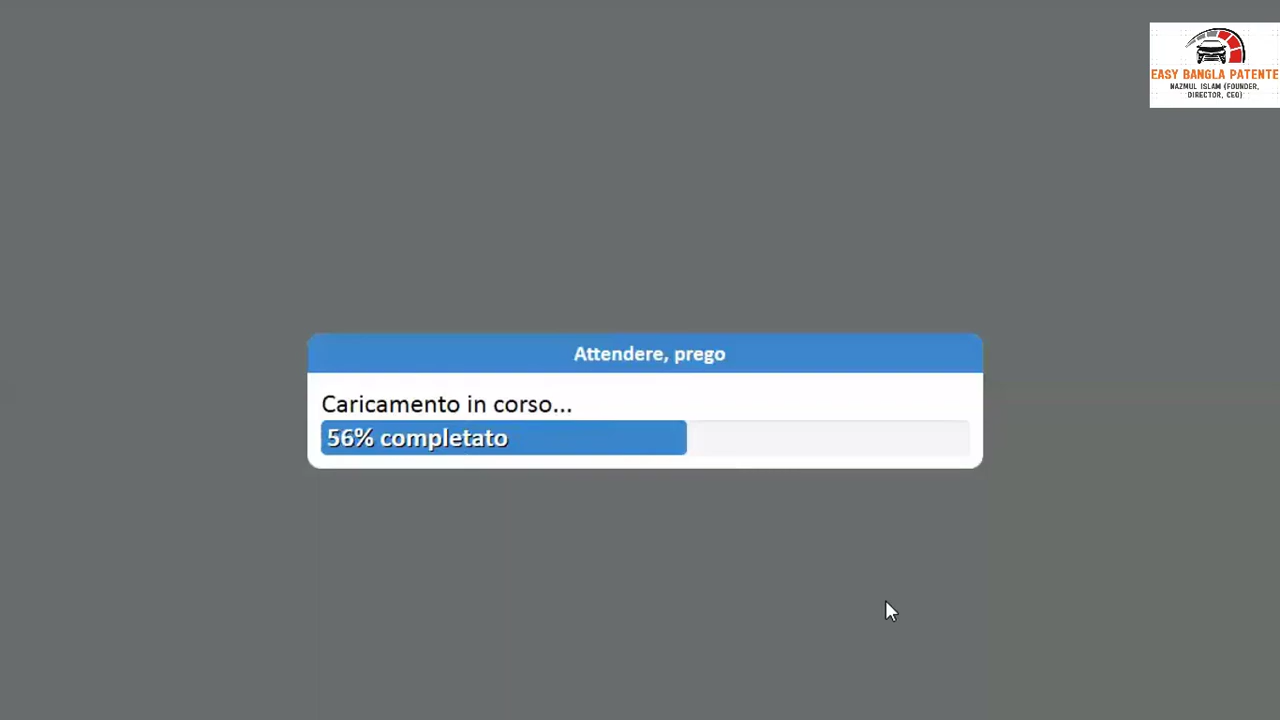 EASY BANGLA PATENTE
NAZMUL ISLAM (FOUNDER,
DIRECTOR, CEO)
Attendere, prego
Caricamento in corso...
56% completato